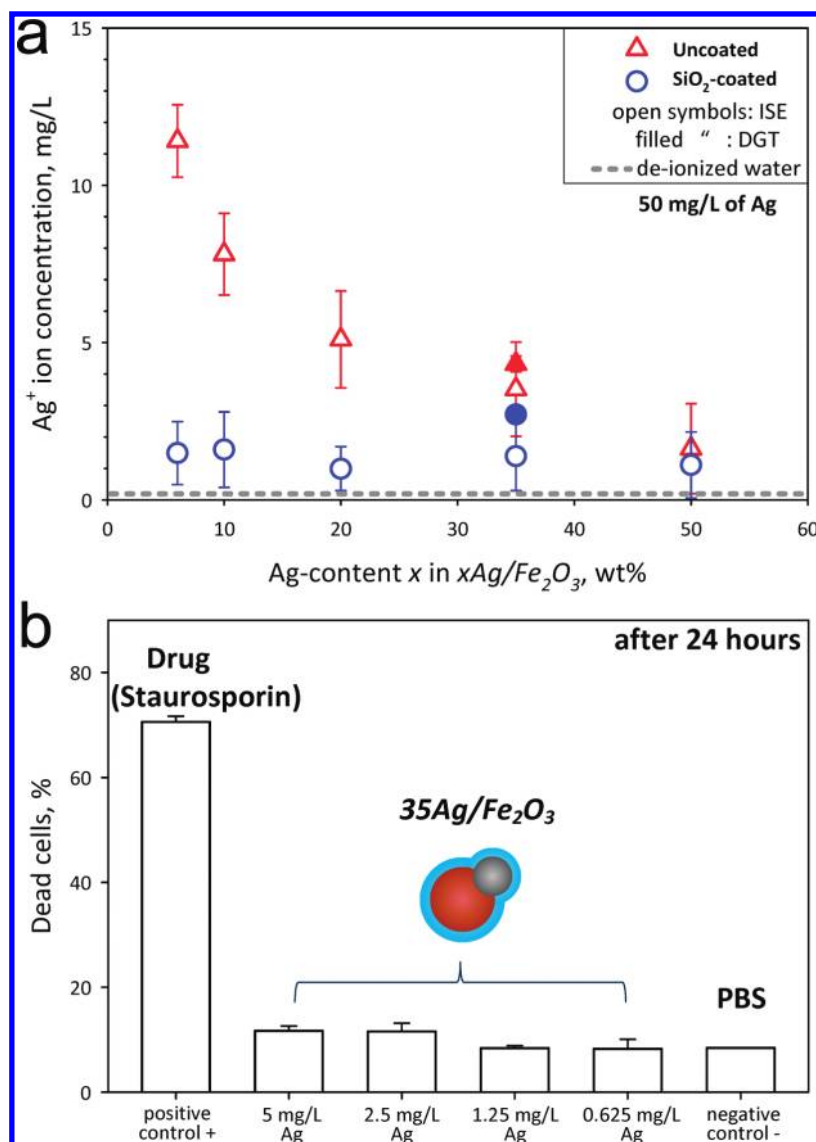 a
15
10
5
0
Ag⁺ ion concentration, mg/L
Uncoated
SiO₂-coated
open symbols: ISE
filled “ : DGT
de-ionized water
50 mg/L of Ag
0 10 20 30 40 50 60
Ag-content x in xAg/Fe₂O₃, wt%
b
after 24 hours
Drug
(Staurosporin)
80
60
40
20
0
Dead cells, %
35Ag/Fe₂O₃
PBS
positive control +
5 mg/L Ag
2.5 mg/L Ag
1.25 mg/L Ag
0.625 mg/L Ag
negative control -